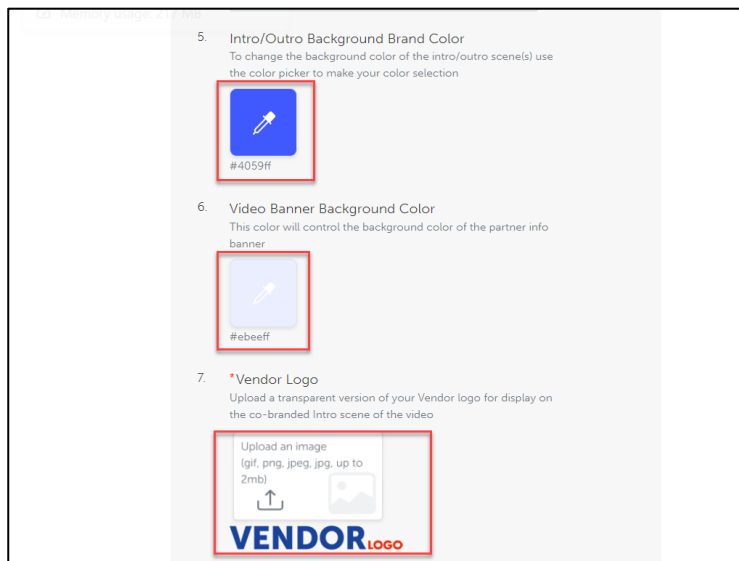 Memory usage: 217 MB
5. Intro/Outro Background Brand Color
To change the background color of the intro/outro scene(s) use
the color picker to make your color selection
#4059ff
6. Video Banner Background Color
This color will control the background color of the partner info
banner
#ebeeff
7. *Vendor Logo
Upload a transparent version of your Vendor logo for display on
the co-branded Intro scene of the video
Upload an image
(gif, png, jpeg, jpg, up to
2mb)
VENDOR LOGO